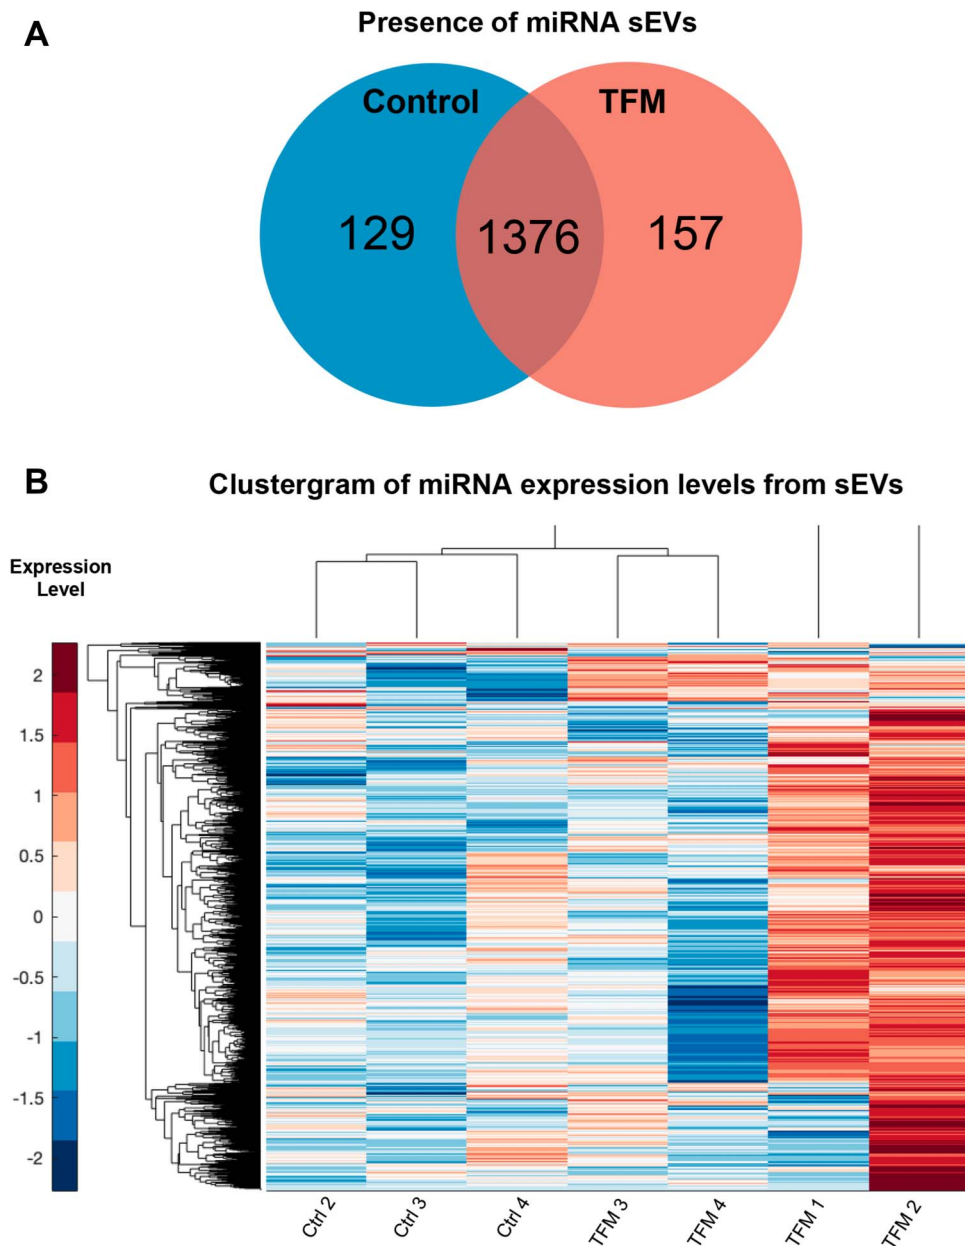 A
Presence of miRNA sEVs
Control
TFM
129
1376
157
B
Clustergram of miRNA expression levels from sEVs
Expression
Level
2
1.5
1
0.5
0
-0.5
-1
-1.5
-2
Ctrl 2
Ctrl 3
Ctrl 4
TFM 3
TFM 4
TFM 1
TFM 2